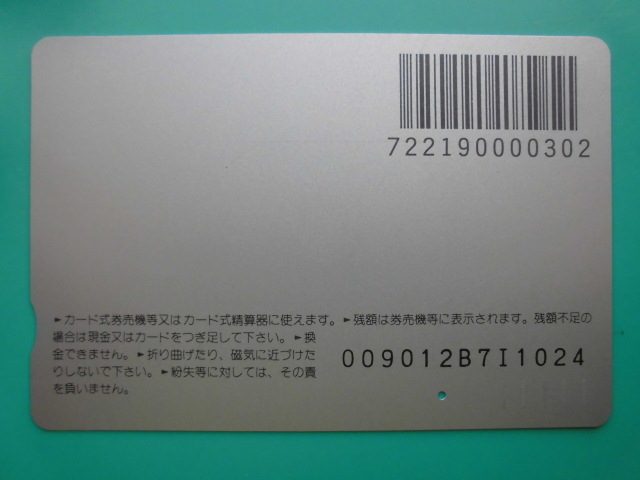 722190000302
►カード式券売機等又はカード式精算器に使えます。►残額は券売機等に表示されます。残額不足の
場合は現金又はカードをつぎ足して下さい。►換
金できません。►折り曲げたり、磁気に近づけた
りしないで下さい。►紛失等に対しては、その責
を負いません。
009012B7I1024